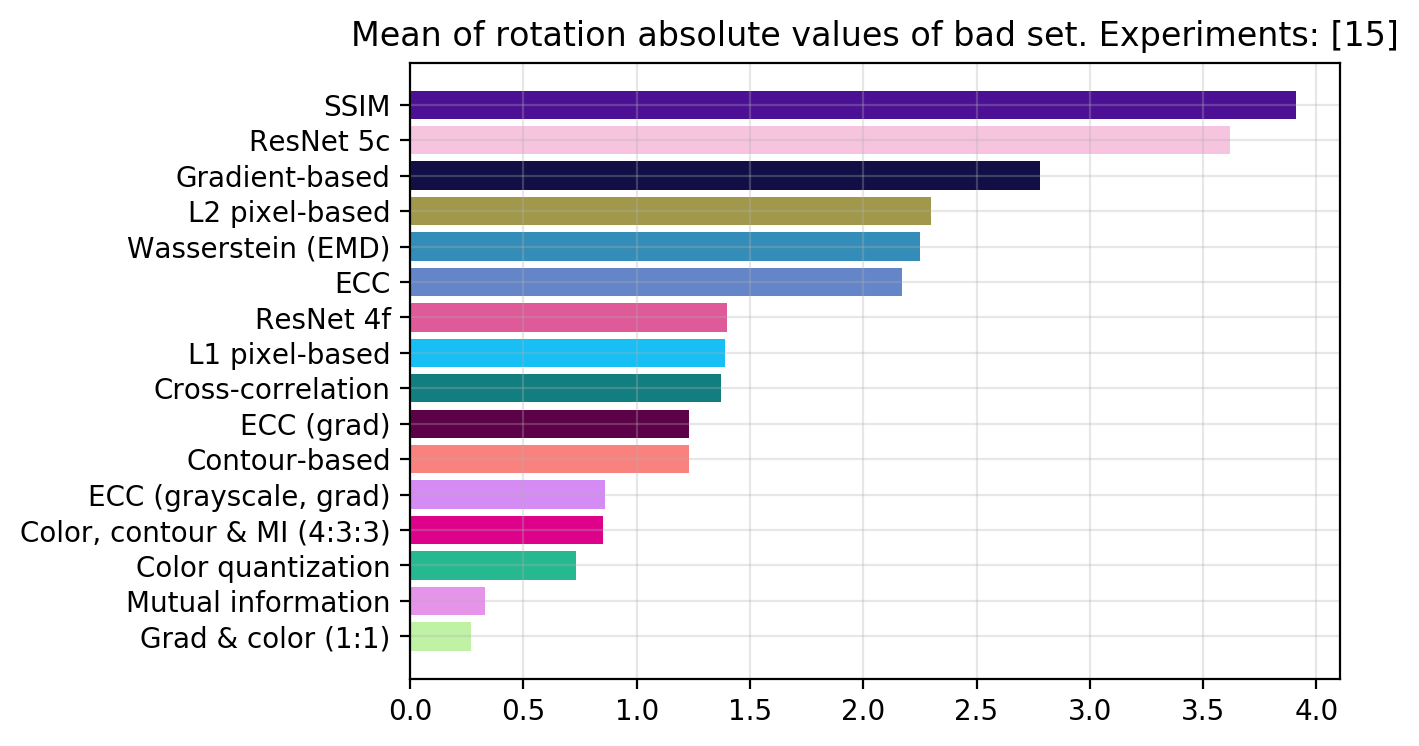 Mean of rotation absolute values of bad set. Experiments: [15]
SSIM
ResNet 5c
Gradient-based
L2 pixel-based
Wasserstein (EMD)
ECC
ResNet 4f
L1 pixel-based
Cross-correlation
ECC (grad)
Contour-based
ECC (grayscale, grad)
Color, contour & MI (4:3:3)
Color quantization
Mutual information
Grad & color (1:1)
0.0 0.5 1.0 1.5 2.0 2.5 3.0 3.5 4.0